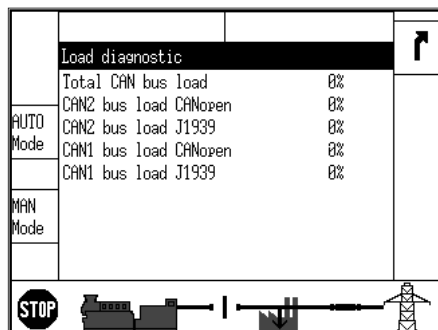 Load diagnostic
Total CAN bus load 0%
CAN2 bus load CANopen 0%
CAN2 bus load J1939 0%
CAN1 bus load CANopen 0%
CAN1 bus load J1939 0%
AUTO
Mode
MAN
Mode
STOP